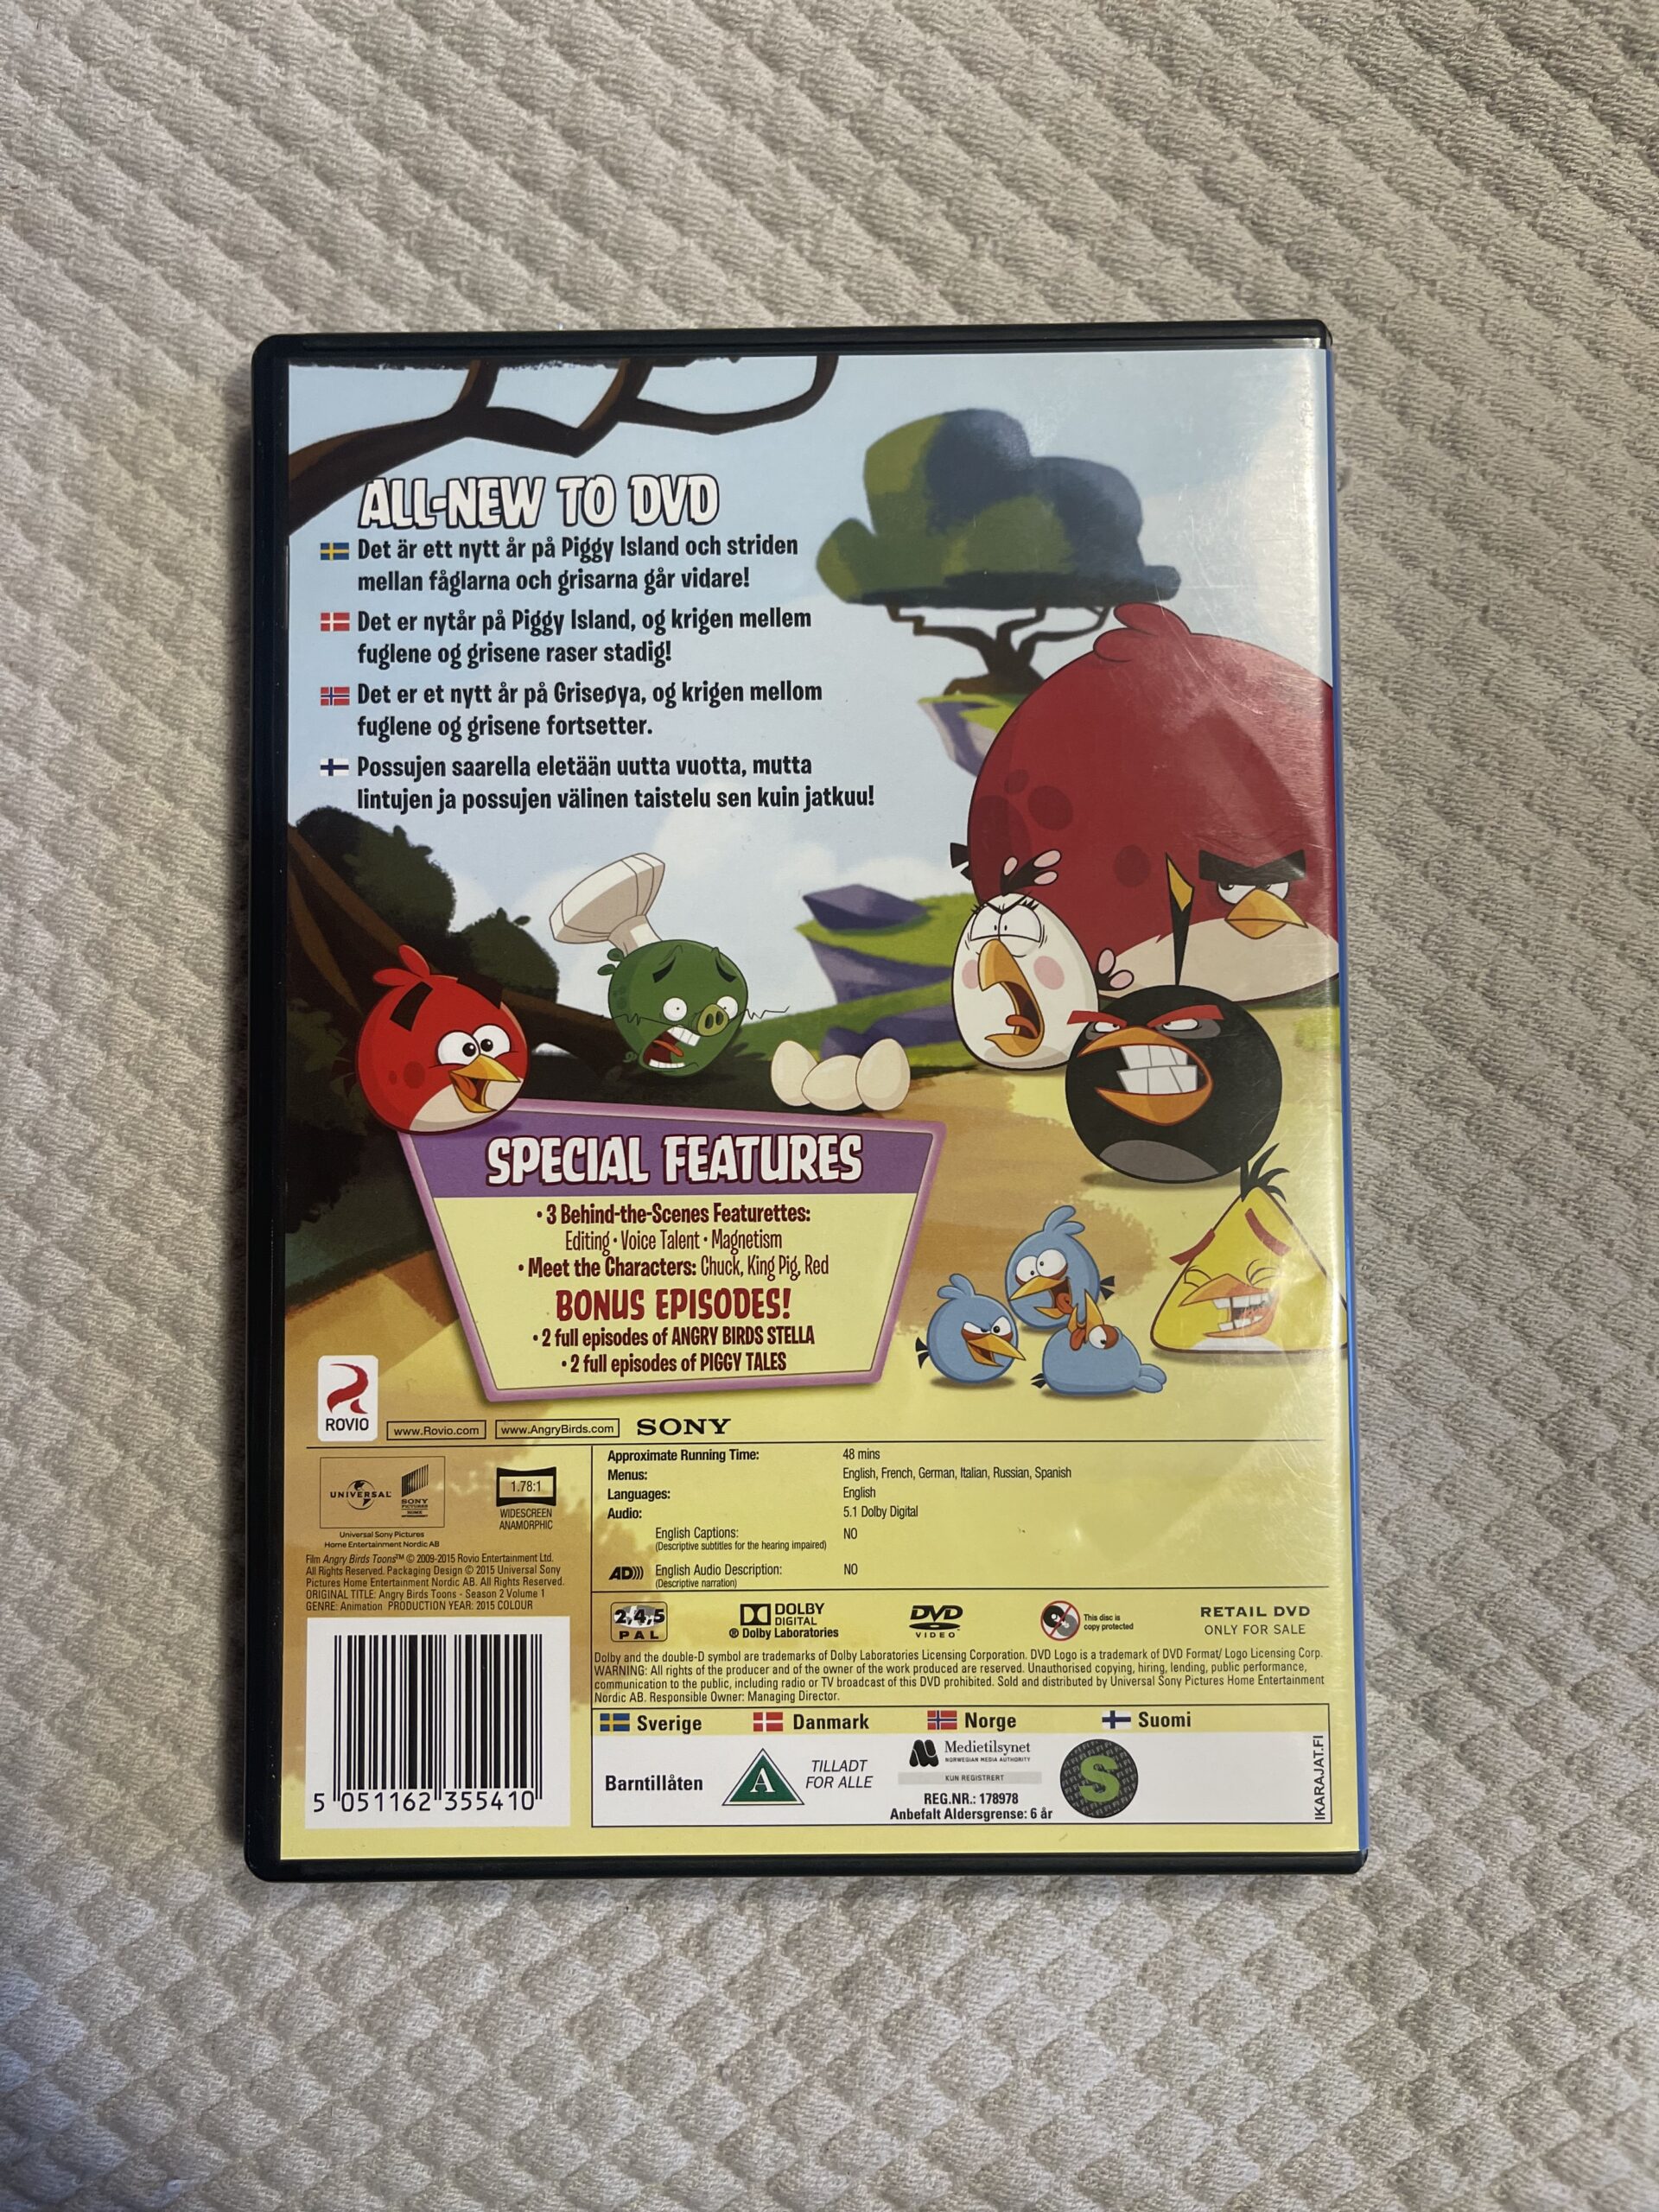 ALL-NEW TO DVD
Det är ett nytt år på Piggy Island och striden
mellan fåglarna och grisarna går vidare!
Det er nytår på Piggy Island, og krigen mellem
fuglene og grisene raser stadig!
Det er et nytt år på Griseøya, og krigen mellom
fuglene og grisene fortsetter.
Possujen saarella eletään uutta vuotta, mutta
lintujen ja possujen välinen taistelu sen kuin jatkuu!
SPECIAL FEATURES
• 3 Behind-the-Scenes Featurettes:
Editing • Voice Talent • Magnetism
• Meet the Characters: Chuck, King Pig, Red
BONUS EPISODES!
• 2 full episodes of ANGRY BIRDS STELLA
• 2 full episodes of PIGGY TALES
ROVIO
www.Rovio.com
www.AngryBirds.com
SONY
UNIVERSAL
SONY
PICTURES
HOME
Universal Sony Pictures
Home Entertainment Nordic AB
1.78:1
WIDESCREEN
ANAMORPHIC
Film Angry Birds Toons™ © 2009-2015 Rovio Entertainment Ltd.
All Rights Reserved. Packaging Design © 2015 Universal Sony
Pictures Home Entertainment Nordic AB. All Rights Reserved.
ORIGINAL TITLE: Angry Birds Toons - Season 2 Volume 1
GENRE: Animation PRODUCTION YEAR: 2015 COLOUR
5 051162 355410
Approximate Running Time: 48 mins
Menus: English, French, German, Italian, Russian, Spanish
Languages: English
Audio: 5.1 Dolby Digital
English Captions: NO
(Descriptive subtitles for the hearing impaired)
AD))) English Audio Description: NO
(Descriptive narration)
2,4,5
PAL
DOLBY
DIGITAL
® Dolby Laboratories
DVD
VIDEO
This disc is
copy protected
RETAIL DVD
ONLY FOR SALE
Dolby and the double-D symbol are trademarks of Dolby Laboratories Licensing Corporation. DVD Logo is a trademark of DVD Format/ Logo Licensing Corp.
WARNING: All rights of the producer and of the owner of the work produced are reserved. Unauthorised copying, hiring, lending, public performance,
communication to the public, including radio or TV broadcast of this DVD prohibited. Sold and distributed by Universal Sony Pictures Home Entertainment
Nordic AB. Responsible Owner: Managing Director.
Sverige Danmark Norge Suomi
Barntillåten
A
TILLADT
FOR ALLE
Medietilsynet
NORWEGIAN MEDIA AUTHORITY
KUN REGISTRERT
REG.NR.: 178978
Anbefalt Aldersgrense: 6 år
S
IKARAJAT.FI